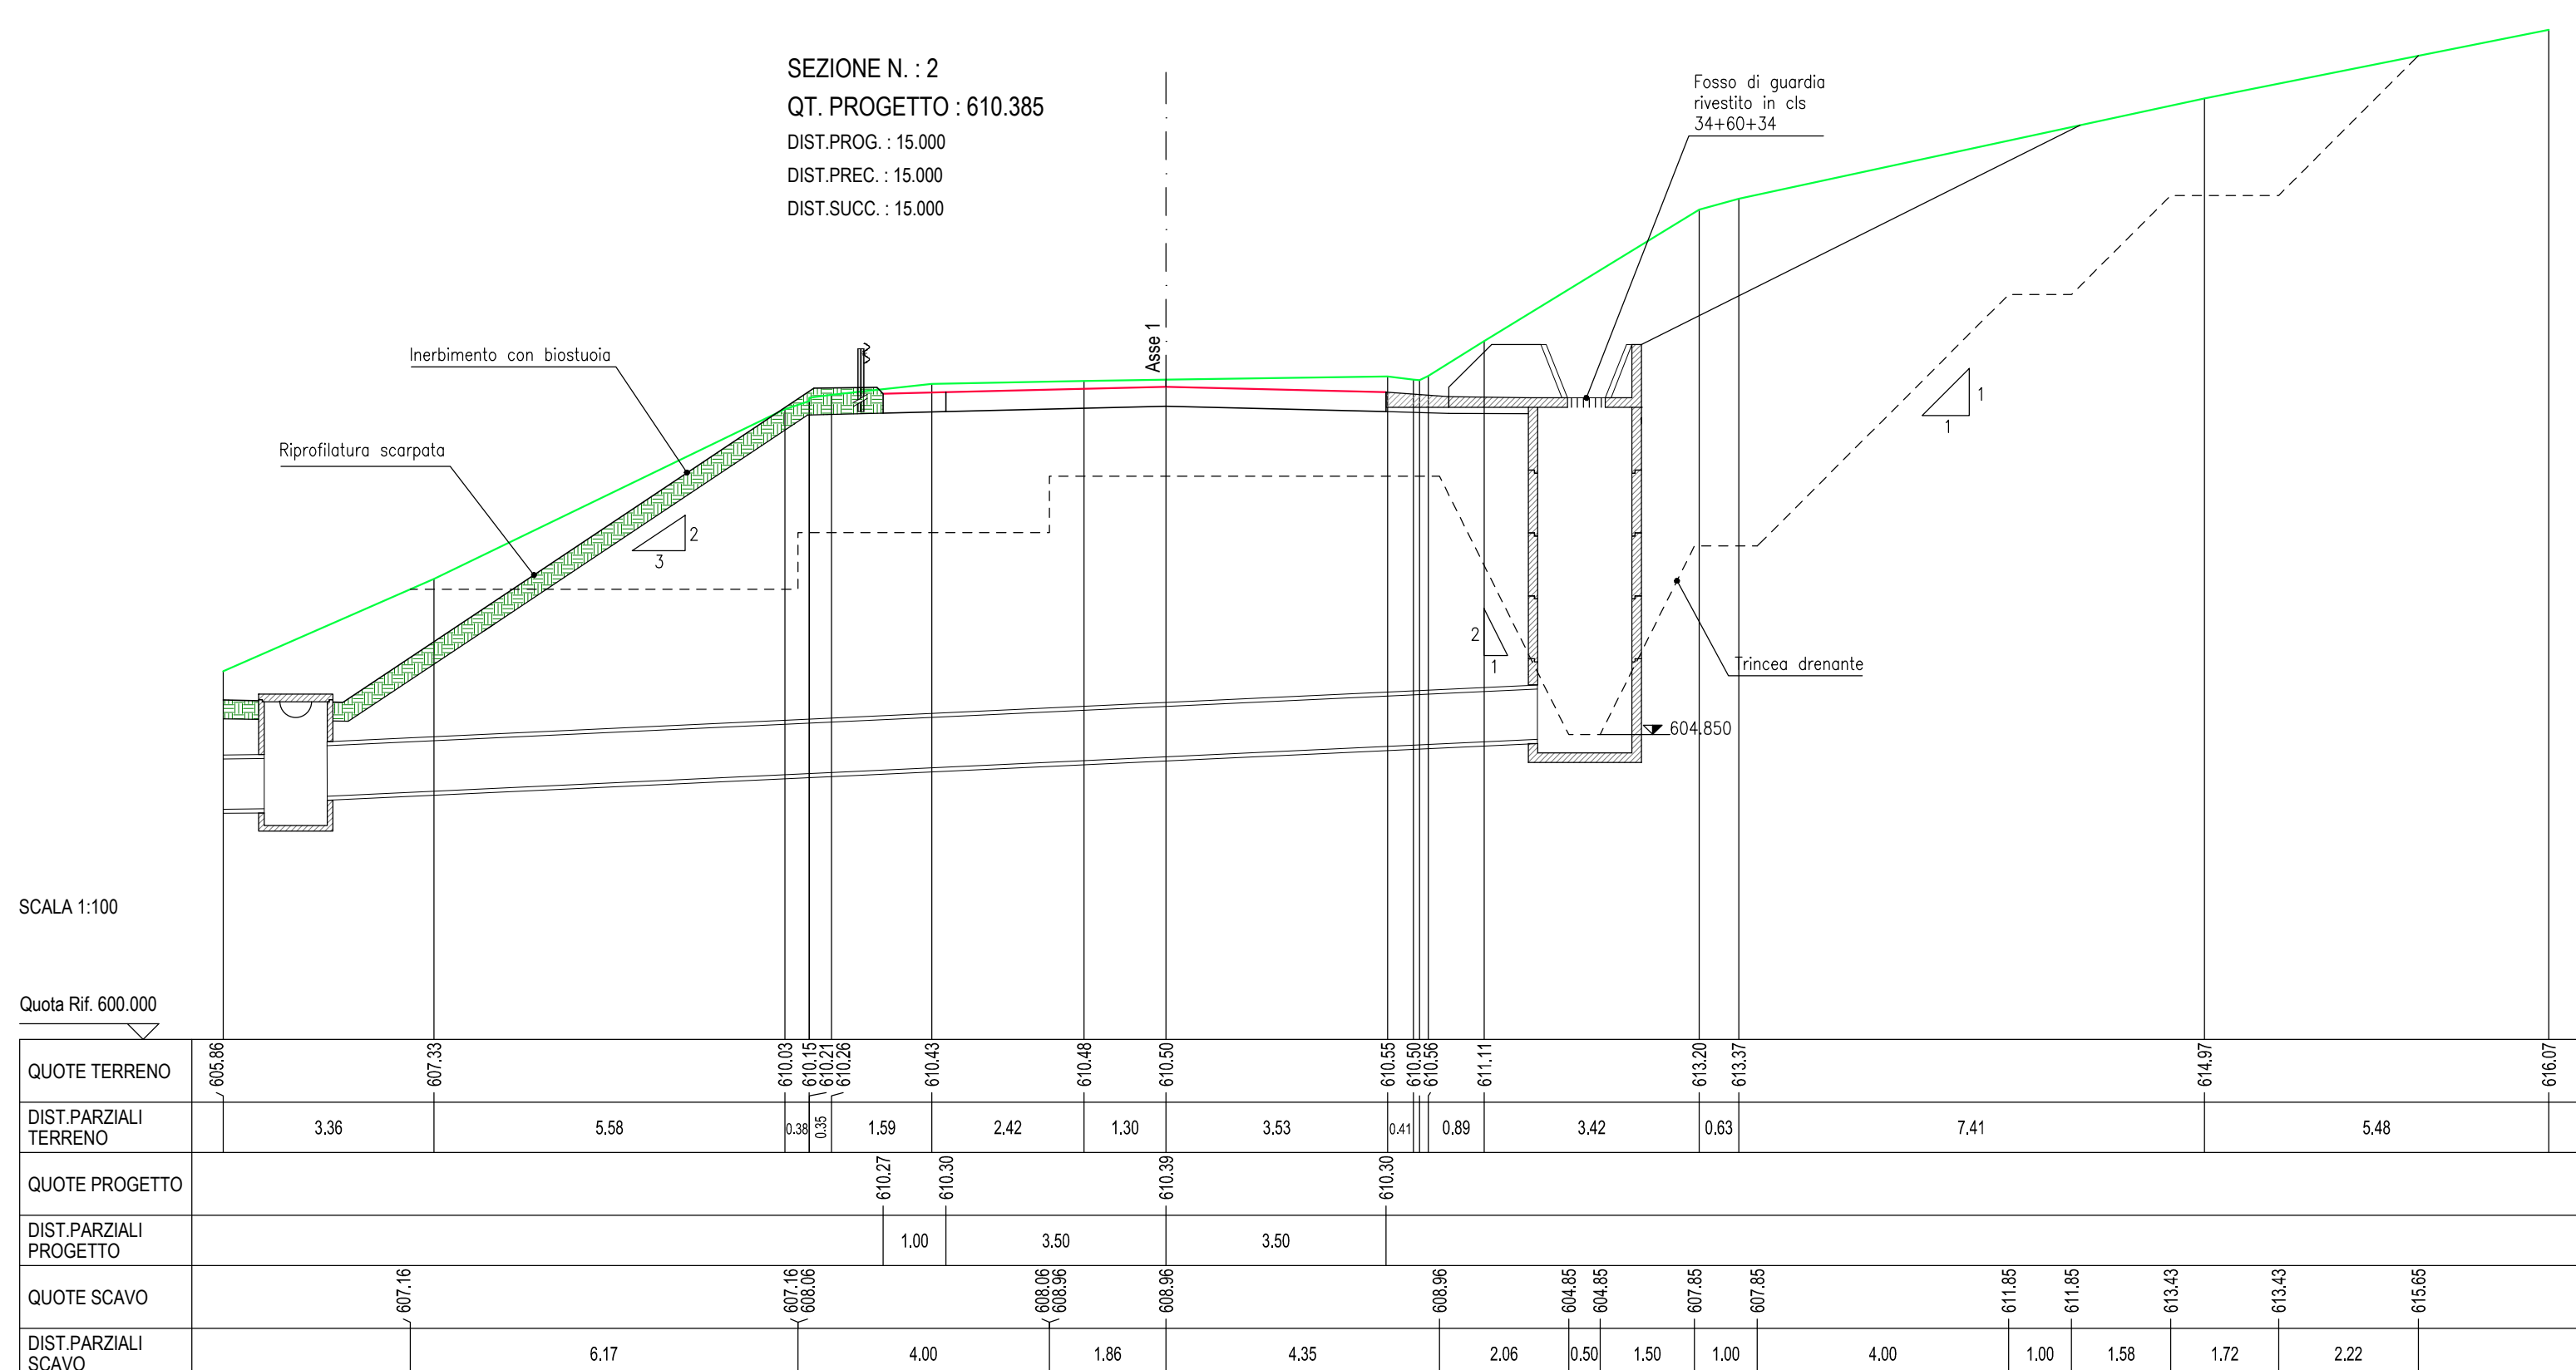 SEZIONE N. : 2
QT. PROGETTO : 610.385
DIST.PROG. : 15.000
DIST.PREC. : 15.000
DIST.SUCC. : 15.000
Fosso di guardia
rivestito in cls
34+60+34
Asse 1
Inerbimento con biostuoia
Riprofilatura scarpata
2
3
1
1
2
1
Trincea drenante
604.850
SCALA 1:100
Quota Rif. 600.000
QUOTE TERRENO
605.86 607.33 610.03 610.15 610.21 610.26 610.43 610.48 610.50 610.55 610.50 610.56 611.11 613.20 613.37 614.97 616.07
DIST.PARZIALI
TERRENO
3.36 5.58 0.38 0.35 1.59 2.42 1.30 3.53 0.41 0.89 3.42 0.63 7.41 5.48
QUOTE PROGETTO
610.27 610.30 610.39 610.30
DIST.PARZIALI
PROGETTO
1.00 3.50 3.50
QUOTE SCAVO
607.16 607.16 608.06 608.06 608.96 608.96 608.96 604.85 604.85 607.85 607.85 611.85 611.85 613.43 613.43 615.65
DIST.PARZIALI
SCAVO
6.17 4.00 1.86 4.35 2.06 0.50 1.50 1.00 4.00 1.00 1.58 1.72 2.22